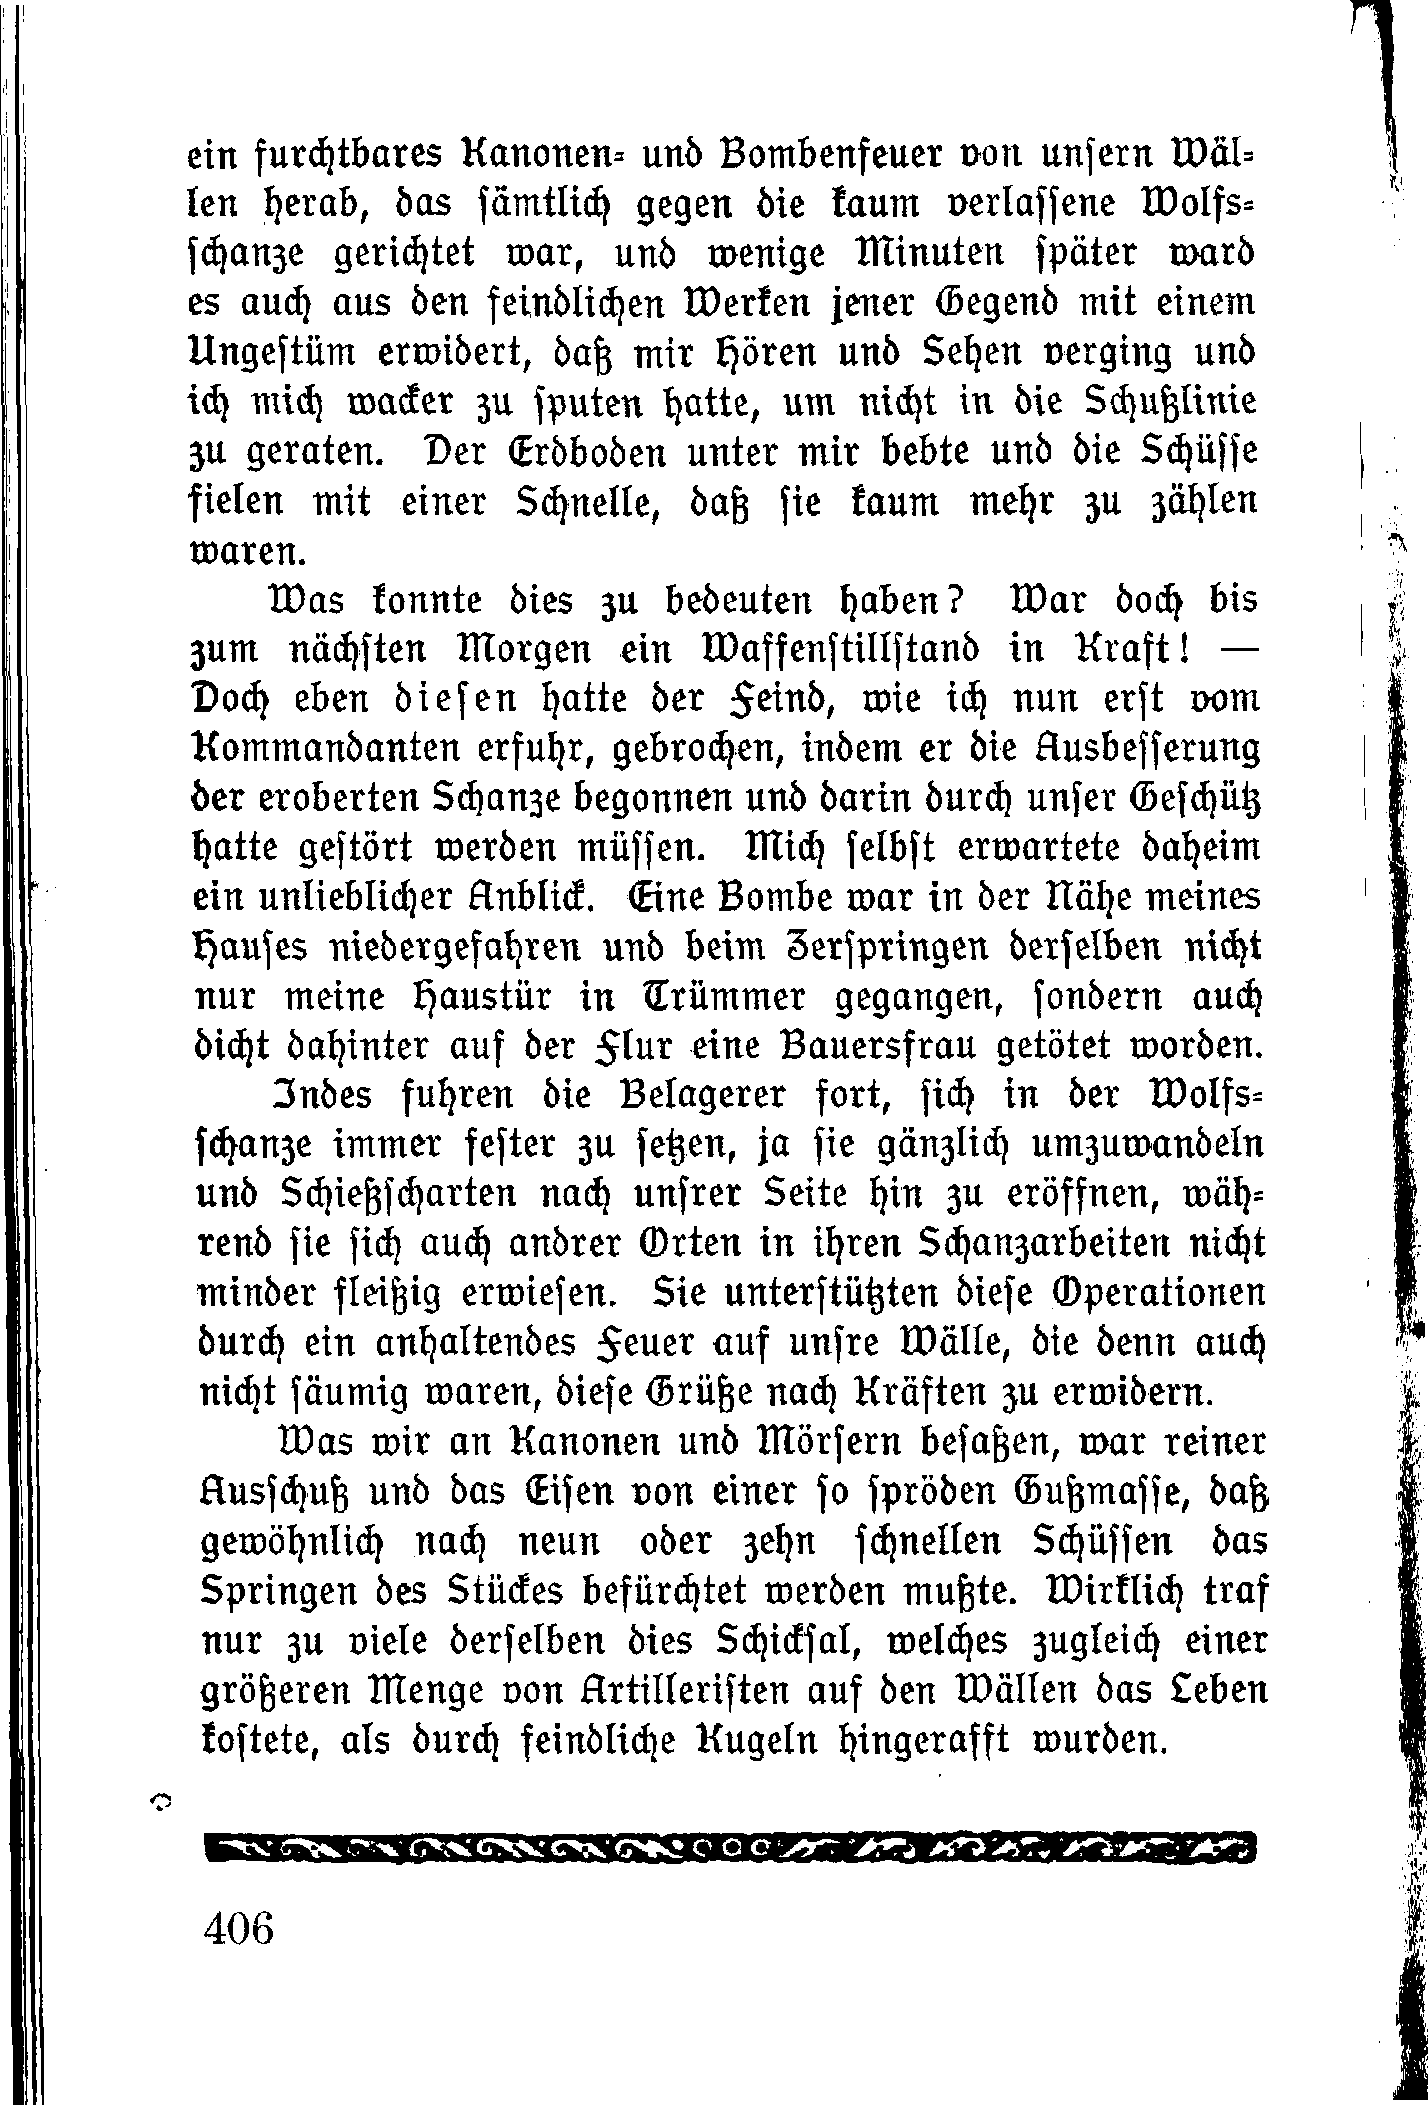 ein furchtbares Kanonen- und Bombenfeuer von unsern Wäl-
len herab, das sämtlich gegen die kaum verlassene Wolfs-
schanze gerichtet war, und wenige Minuten später ward
es auch aus den feindlichen Werken jener Gegend mit einem
Ungestüm erwidert, daß mir Hören und Sehen verging und
ich mich wacker zu sputen hatte, um nicht in die Schußlinie
zu geraten. Der Erdboden unter mir bebte und die Schüsse
fielen mit einer Schnelle, daß sie kaum mehr zu zählen
waren.
Was konnte dies zu bedeuten haben? War doch bis
zum nächsten Morgen ein Waffenstillstand in Kraft! —
Doch eben diesen hatte der Feind, wie ich nun erst vom
Kommandanten erfuhr, gebrochen, indem er die Ausbesserung
der eroberten Schanze begonnen und darin durch unser Geschütz
hatte gestört werden müssen. Mich selbst erwartete daheim
ein unlieblicher Anblick. Eine Bombe war in der Nähe meines
Hauses niedergefahren und beim Zerspringen derselben nicht
nur meine Haustür in Trümmer gegangen, sondern auch
dicht dahinter auf der Flur eine Bauersfrau getötet worden.
Indes fuhren die Belagerer fort, sich in der Wolfs-
schanze immer fester zu setzen, ja sie gänzlich umzuwandeln
und Schießscharten nach unsrer Seite hin zu eröffnen, wäh-
rend sie sich auch andrer Orten in ihren Schanzarbeiten nicht
minder fleißig erwiesen. Sie unterstützten diese Operationen
durch ein anhaltendes Feuer auf unsre Wälle, die denn auch
nicht säumig waren, diese Grüße nach Kräften zu erwidern.
Was wir an Kanonen und Mörsern besaßen, war reiner
Ausschuß und das Eisen von einer so spröden Gußmasse, daß
gewöhnlich nach neun oder zehn schnellen Schüssen das
Springen des Stückes befürchtet werden mußte. Wirklich traf
nur zu viele derselben dies Schicksal, welches zugleich einer
größeren Menge von Artilleristen auf den Wällen das Leben
kostete, als durch feindliche Kugeln hingerafft wurden.
406